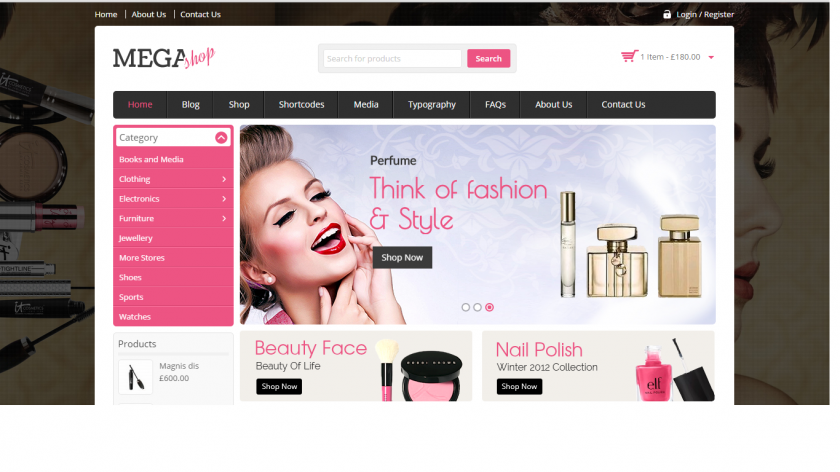 Home About Us Contact Us
Login / Register
MEGA shop
Search for products
Search
1 Item - £180.00
Home Blog Shop Shortcodes Media Typography FAQs About Us Contact Us
Category
Books and Media
Clothing
Electronics
Furniture
Jewellery
More Stores
Shoes
Sports
Watches
Perfume
Think of fashion
& Style
Shop Now
Products
Magnis dis
£600.00
Beauty Face
Beauty Of Life
Shop Now
BOBBI BROWN
Nail Polish
Winter 2012 Collection
Shop Now
elf